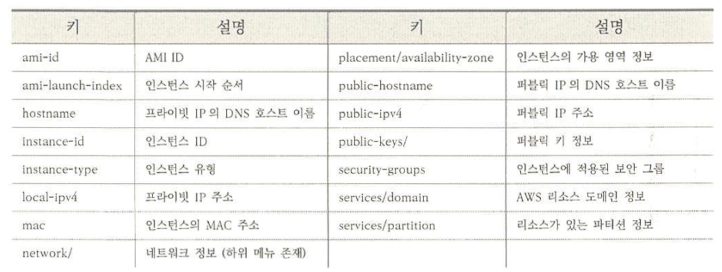 키 설명 키 설명
ami-id AMI ID placement/availability-zone 인스턴스의 가용 영역 정보
ami-launch-index 인스턴스 시작 순서 public-hostname 퍼블릭 IP의 DNS 호스트 이름
hostname 프라이빗 IP의 DNS 호스트 이름 public-ipv4 퍼블릭 IP 주소
instance-id 인스턴스 ID public-keys/ 퍼블릭 키 정보
instance-type 인스턴스 유형 security-groups 인스턴스에 적용된 보안 그룹
local-ipv4 프라이빗 IP 주소 services/domain AWS 리소스 도메인 정보
mac 인스턴스의 MAC 주소 services/partition 리소스가 있는 파티션 정보
network/ 네트워크 정보 (하위 메뉴 존재)